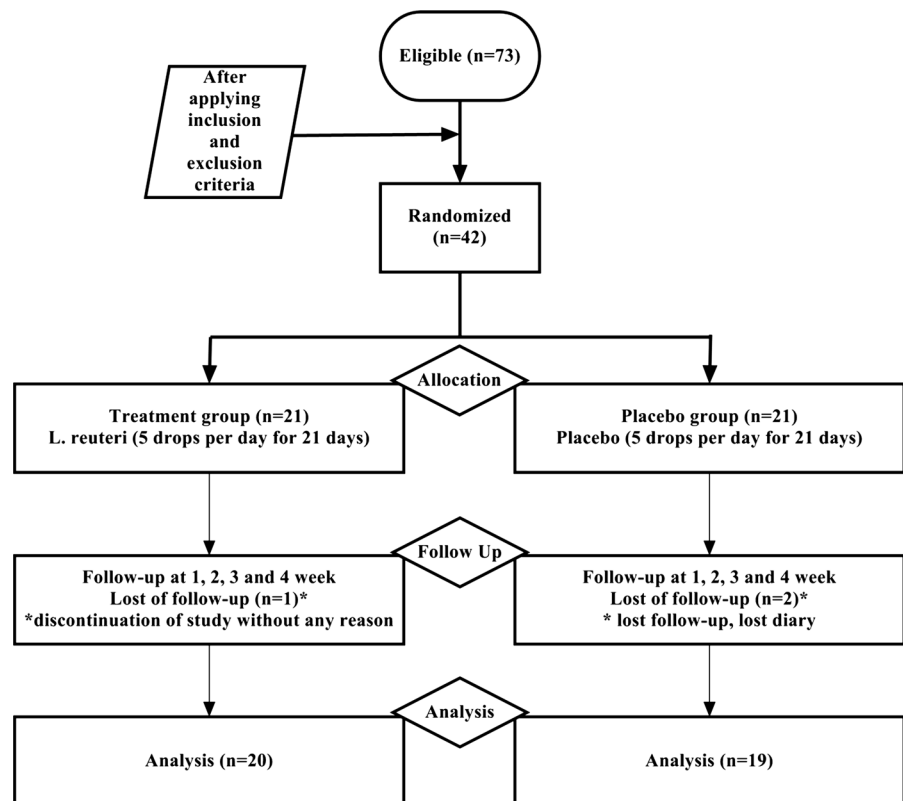 Eligible (n=73)
After
applying
inclusion
and
exclusion
criteria
Randomized
(n=42)
Allocation
Treatment group (n=21)
L. reuteri (5 drops per day for 21 days)
Placebo group (n=21)
Placebo (5 drops per day for 21 days)
Follow Up
Follow-up at 1, 2, 3 and 4 week
Lost of follow-up (n=1)*
*discontinuation of study without any reason
Follow-up at 1, 2, 3 and 4 week
Lost of follow-up (n=2)*
* lost follow-up, lost diary
Analysis
Analysis (n=20)
Analysis (n=19)